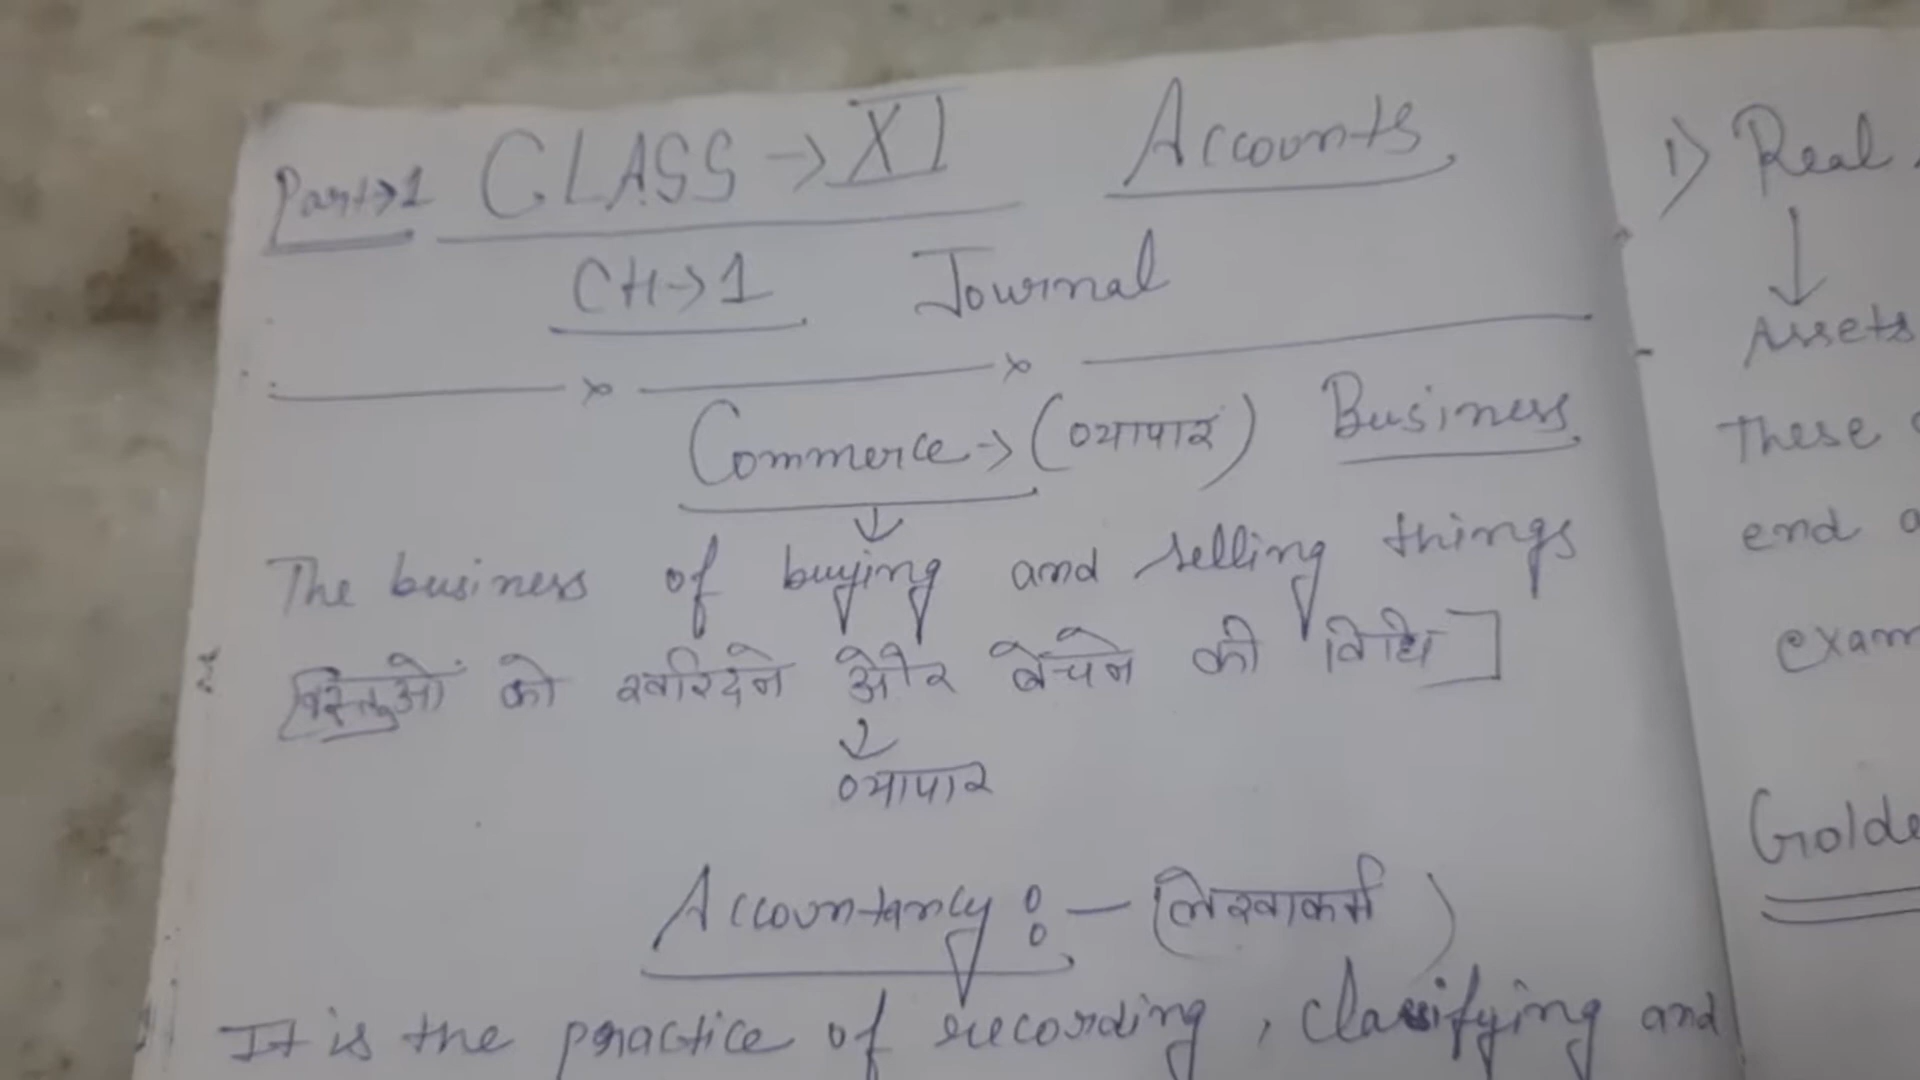 Part→1 CLASS → XI Accounts
CH→1 Journal
Commerce → (व्यापार) Business
The business of buying and selling things
[वस्तुओं को खरिदने और बेंचने की विधि]
व्यापार
Accountancy :— (लेखाकर्म)
It is the practice of recording, classifying and
1) Real
Assets
These
end
exam
Golde